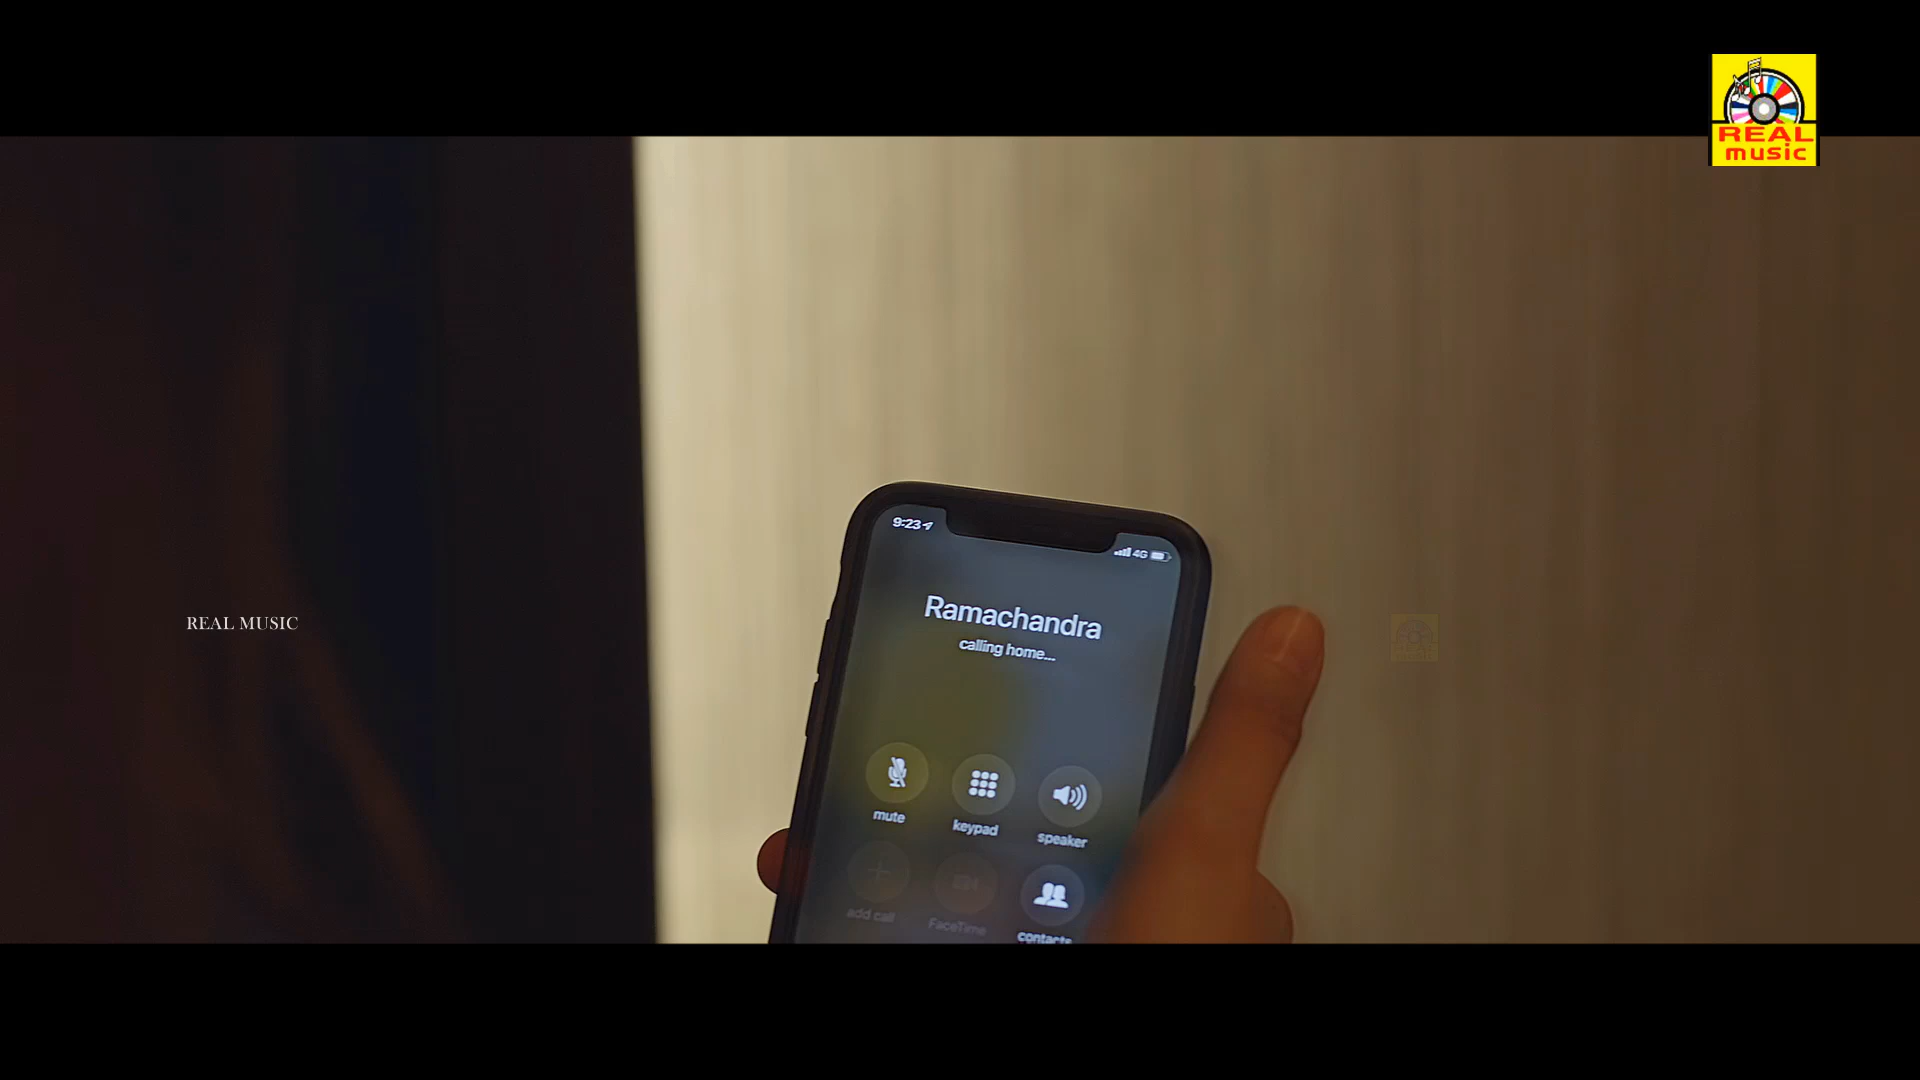 REAL
music
9:23
4G
Ramachandra
calling home...
REAL MUSIC
mute
keypad
speaker
add call
FaceTime
contacts